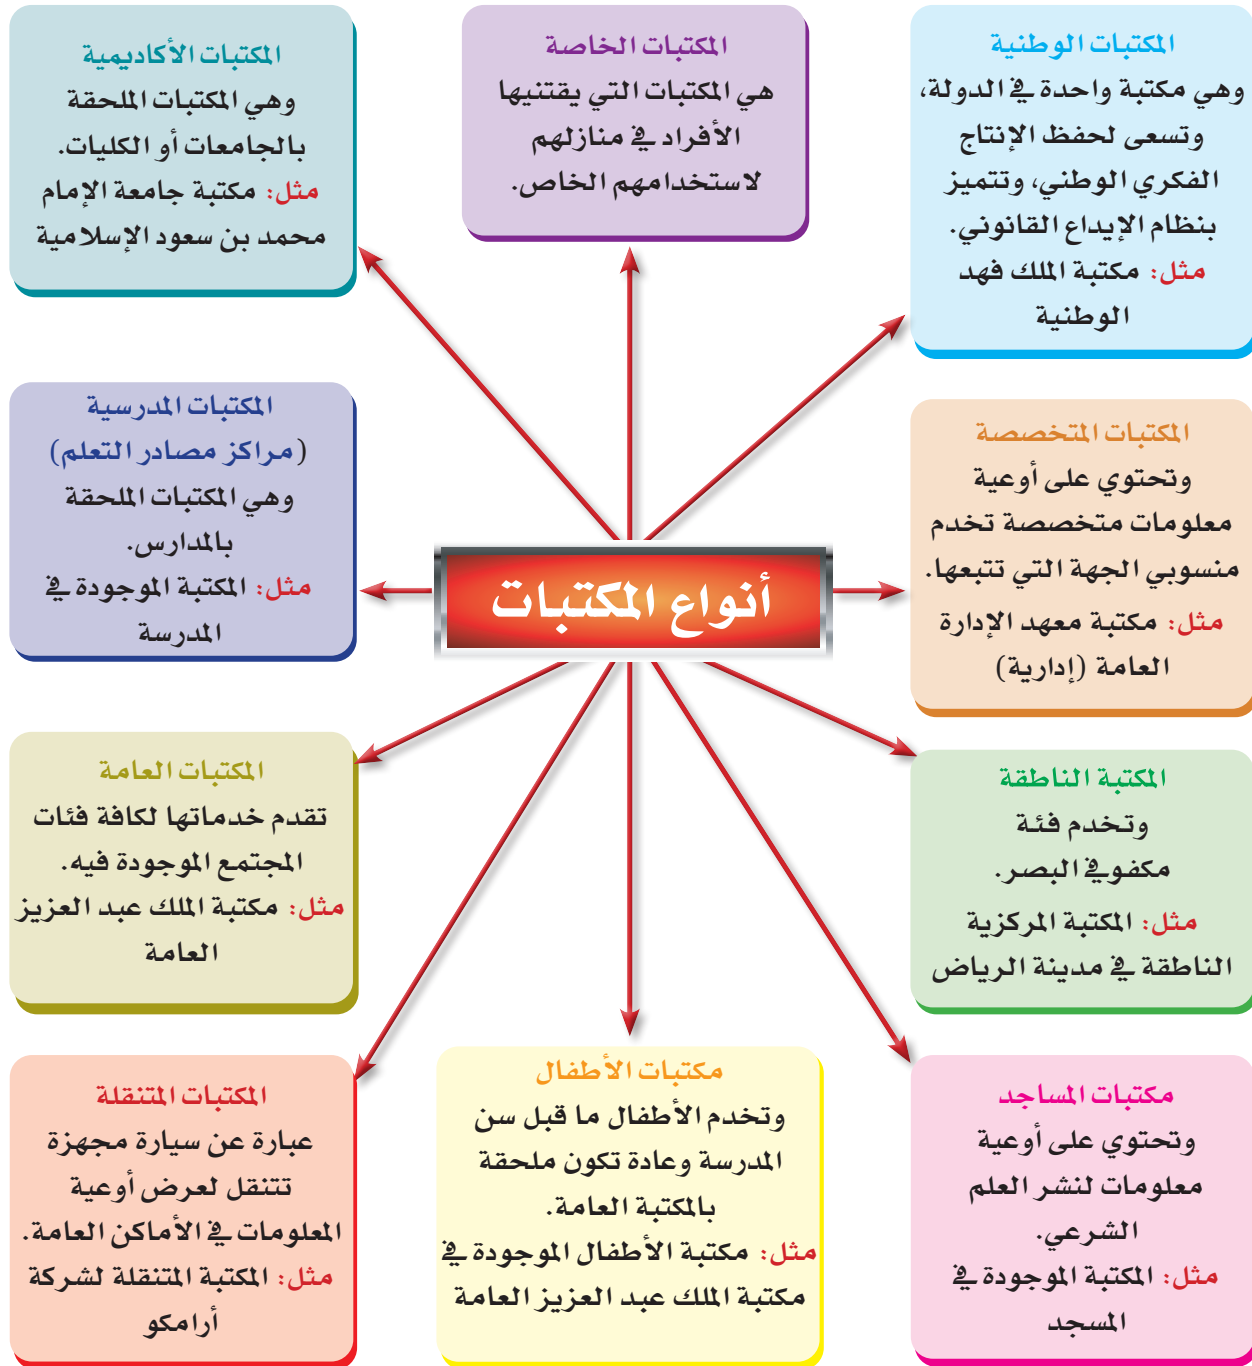 المكتبات الوطنية
وهي مكتبة واحدة في الدولة،
وتسعى لحفظ الإنتاج
الفكري الوطني، وتتميز
بنظام الإيداع القانوني.
مثل: مكتبة الملك فهد
الوطنية
المكتبات الخاصة
هي المكتبات التي يقتنيها
الأفراد في منازلهم
لاستخدامهم الخاص.
المكتبات الأكاديمية
وهي المكتبات الملحقة
بالجامعات أو الكليات.
مثل: مكتبة جامعة الإمام
محمد بن سعود الإسلامية
المكتبات المتخصصة
وتحتوي على أوعية
معلومات متخصصة تخدم
منسوبي الجهة التي تتبعها.
مثل: مكتبة معهد الإدارة
العامة (إدارية)
أنواع المكتبات
المكتبات المدرسية
(مراكز مصادر التعلم)
وهي المكتبات الملحقة
بالمدارس.
مثل: المكتبة الموجودة في
المدرسة
المكتبة الناطقة
وتخدم فئة
مكفوفي البصر.
مثل: المكتبة المركزية
الناطقة في مدينة الرياض
المكتبات العامة
تقدم خدماتها لكافة فئات
المجتمع الموجودة فيه.
مثل: مكتبة الملك عبد العزيز
العامة
مكتبات المساجد
وتحتوي على أوعية
معلومات لنشر العلم
الشرعي.
مثل: المكتبة الموجودة في
المسجد
مكتبات الأطفال
وتخدم الأطفال ما قبل سن
المدرسة وعادة تكون ملحقة
بالمكتبة العامة.
مثل: مكتبة الأطفال الموجودة في
مكتبة الملك عبد العزيز العامة
المكتبات المتنقلة
عبارة عن سيارة مجهزة
تتنقل لعرض أوعية
المعلومات في الأماكن العامة.
مثل: المكتبة المتنقلة لشركة
أرامكو